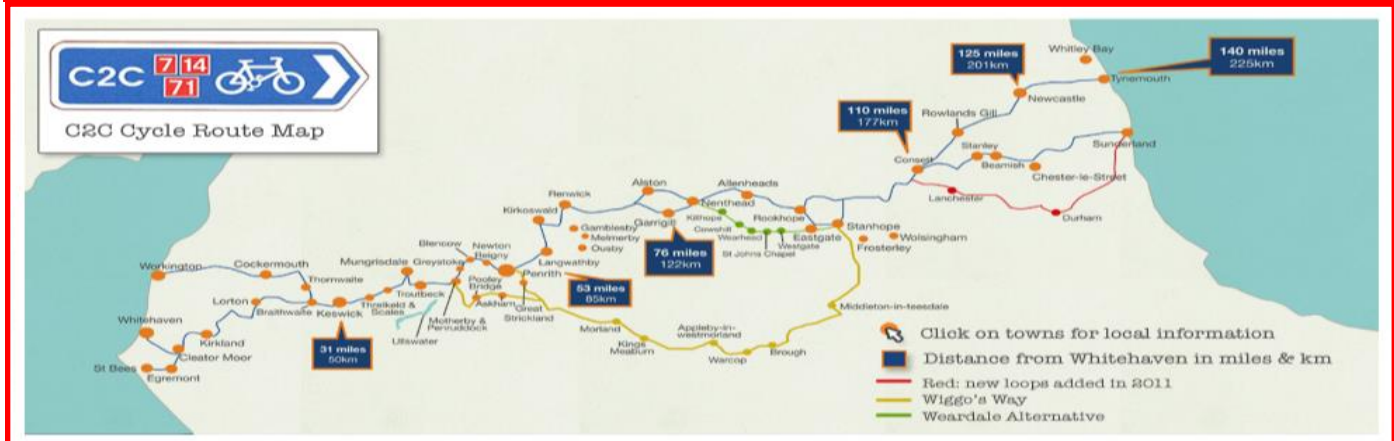 C2C 7 14
71
C2C Cycle Route Map
125 miles
201km
Whitley Bay
140 miles
225km
Tynemouth
Newcastle
110 miles
177km
Rowlands Gill
Stanley
Sunderland
Consett
Beamish
Chester-le-Street
Lanchester
Durham
Alston
Allenheads
Renwick
Nenthead
Kirkoswald
Garrigill
Killhope
Rookhope
Cowshill
Wearhead
Eastgate
Stanhope
St Johns Chapel
Westgate
Frosterley
Wolsingham
Gamblesby
Melmerby
Ousby
76 miles
122km
Langwathby
Blencow
Newton
Reigny
Mungrisdale
Greystoke
Penrith
53 miles
85km
Workington
Cockermouth
Thornwaite
Troutbeck
Pooley
Bridge
Askham
Great
Strickland
Lorton
Braithwaite
Keswick
Threlkeld &
Scales
Motherby &
Penruddock
Ullswater
Whitehaven
Kirkland
Cleator Moor
St Bees
Egremont
31 miles
50km
Morland
Kings
Meaburn
Appleby-in-
westmorland
Warcop
Brough
Middleton-in-teesdale
Click on towns for local information
Distance from Whitehaven in miles & km
Red: new loops added in 2011
Wiggo's Way
Weardale Alternative